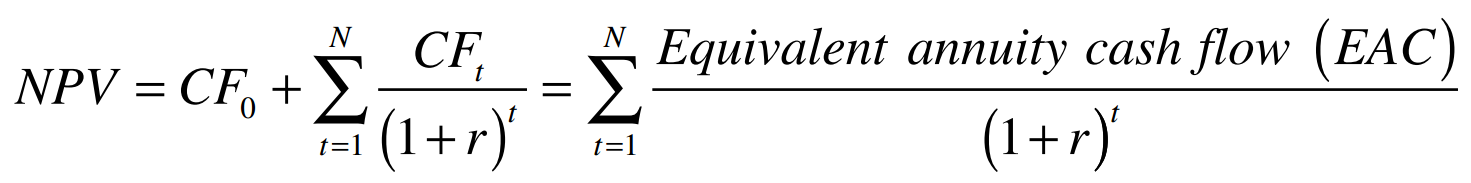 NPV = CF_0 + \sum_{t=1}^{N} \frac{CF_t}{(1+r)^t} = \sum_{t=1}^{N} \frac{Equivalent annuity cash flow (EAC)}{(1+r)^t}